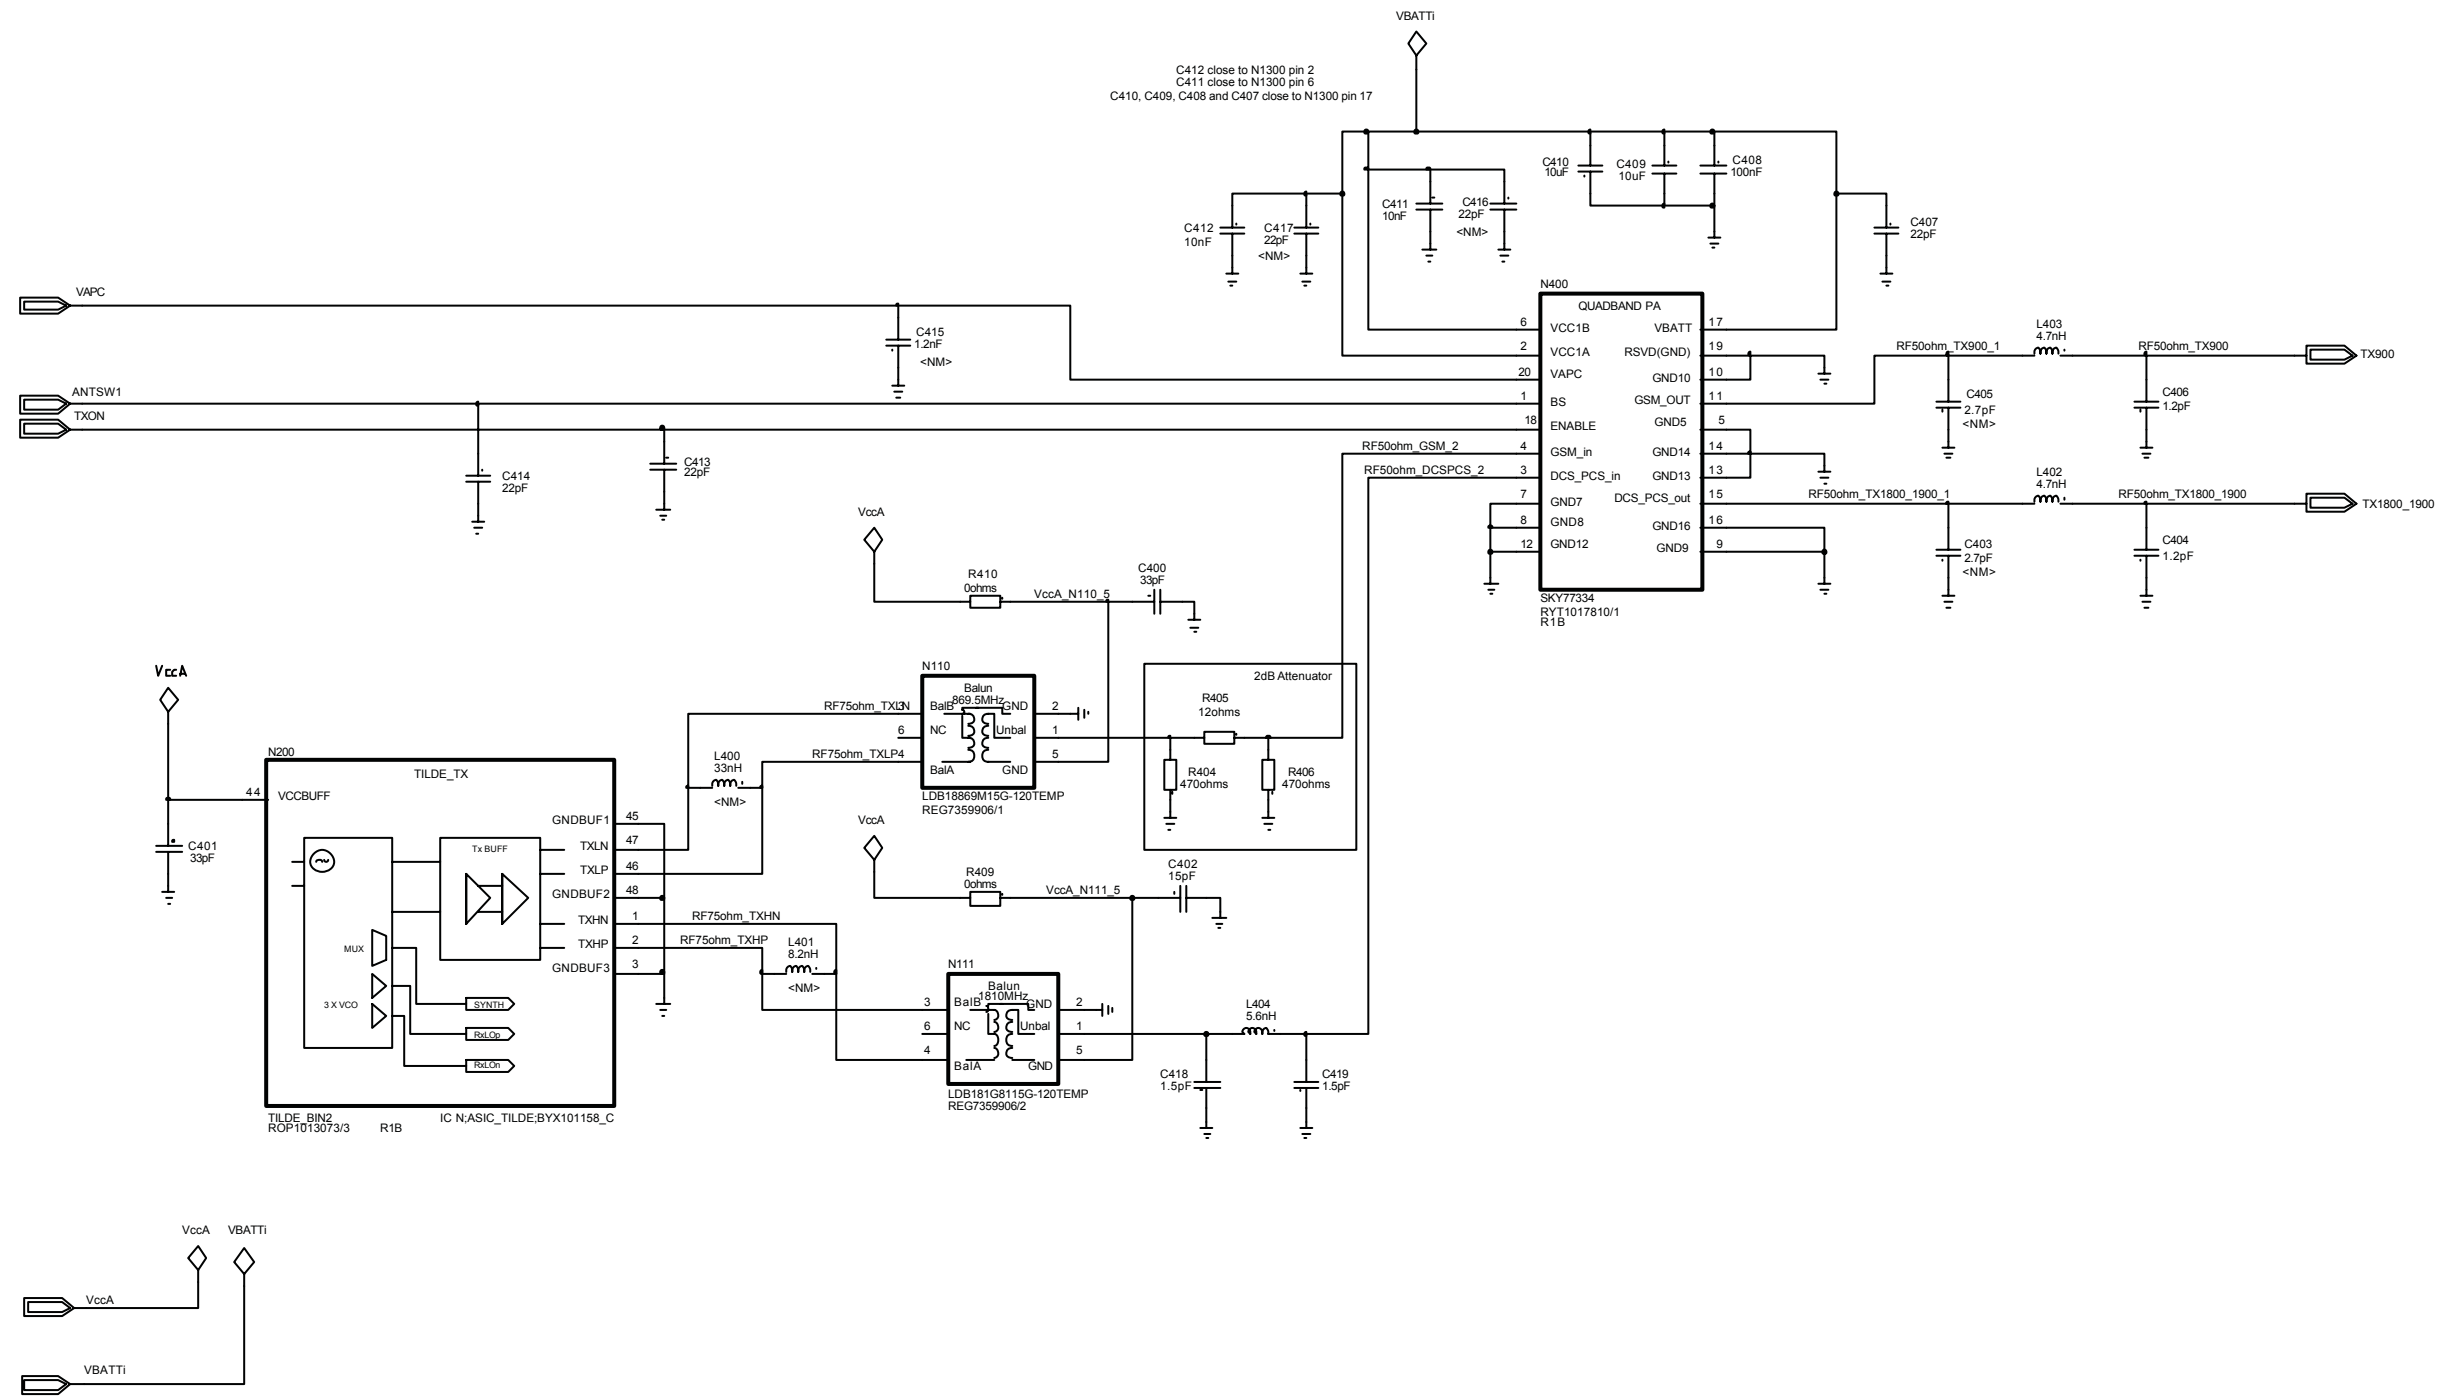 VBATTi
C412 close to N1300 pin 2
C411 close to N1300 pin 6
C410, C409, C408 and C407 close to N1300 pin 17
C410
10uF
C409
10uF
C408
100nF
C411
10nF
C416
22pF
<NM>
C412
10nF
C417
22pF
<NM>
C407
22pF
VAPC
C415
1.2nF
<NM>
ANTSW1
TXON
C414
22pF
C413
22pF
N400
QUADBAND PA
6 VCC1B VBATT 17
2 VCC1A RSVD(GND) 19
20 VAPC GND10 10
1 BS GSM_OUT 11
18 ENABLE GND5 5
4 GSM_in GND14 14
3 DCS_PCS_in GND13 13
7 GND7 DCS_PCS_out 15
8 GND8 GND16 16
12 GND12 GND9 9
SKY77334
RYT1017810/1
R1B
RF50ohm_GSM_2
RF50ohm_DCSPCS_2
RF50ohm_TX900_1
L403
4.7nH
RF50ohm_TX900
TX900
C405
2.7pF
<NM>
C406
1.2pF
RF50ohm_TX1800_1900_1
L402
4.7nH
RF50ohm_TX1800_1900
TX1800_1900
C403
2.7pF
<NM>
C404
1.2pF
VccA
R410
0ohms
VccA_N110_5
C400
33pF
VccA
N110
Balun
869.5MHz
RF75ohm_TXLN
3 BalB GND 2
6 NC Unbal 1
RF75ohm_TXLP 4
BalA GND 5
LDB18869M15G-120TEMP
REG7359906/1
2dB Attenuator
R405
12ohms
R404
470ohms
R406
470ohms
L400
33nH
<NM>
N200
TILDE_TX
44 VCCBUFF
C401
33pF
GNDBUF1 45
TXLN 47
TXLP 46
GNDBUF2 48
TXHN 1
TXHP 2
GNDBUF3 3
Tx BUFF
MUX
3 X VCO
SYNTH
RxLOp
RxLOn
TILDE_BIN2
ROP1013073/3 R1B
IC N;ASIC_TILDE;BYX101158_C
RF75ohm_TXHN
RF75ohm_TXHP
L401
8.2nH
<NM>
VccA
R409
0ohms
VccA_N111_5
C402
15pF
N111
Balun
1810MHz
3 BalB GND 2
6 NC Unbal 1
4 BalA GND 5
LDB181G8115G-120TEMP
REG7359906/2
L404
5.6nH
C418
1.5pF
C419
1.5pF
VccA VBATTi
VccA
VBATTi